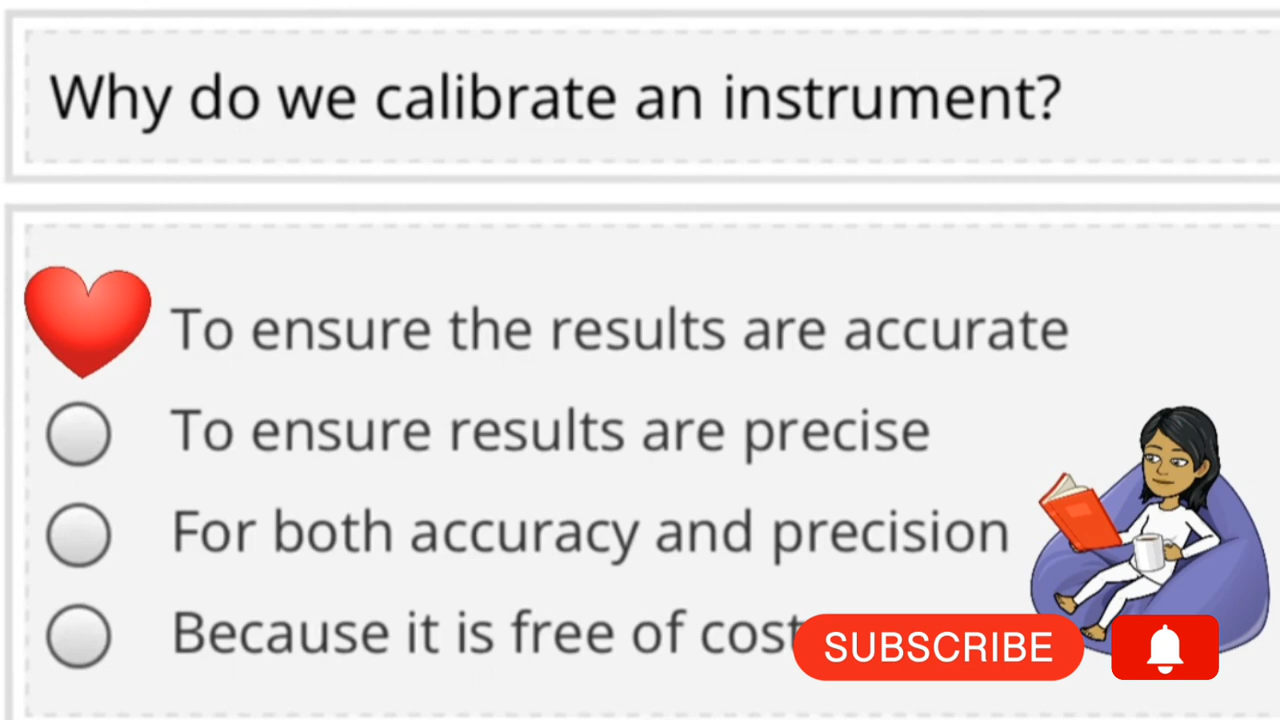 Why do we calibrate an instrument?
To ensure the results are accurate
To ensure results are precise
For both accuracy and precision
Because it is free of cost
SUBSCRIBE